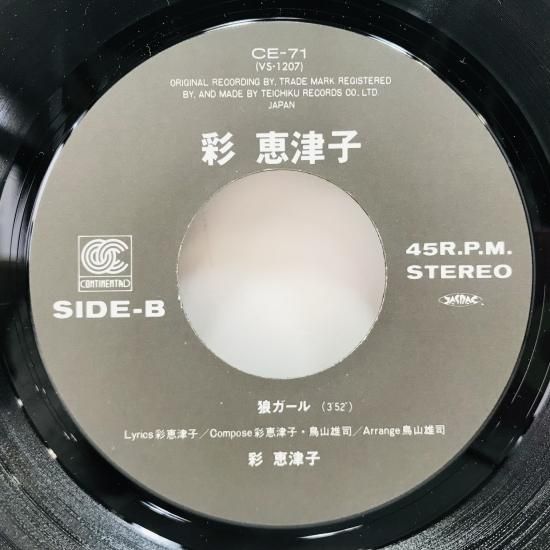 CE-71
(VS-1207)
ORIGINAL RECORDING BY, TRADE MARK REGISTERED
BY, AND MADE BY TEICHIKU RECORDS CO. LTD.
JAPAN
彩 恵津子
CONTINENTAL
SIDE-B
45R.P.M.
STEREO
JASRAC
狼ガール (3'52")
Lyrics彩恵津子/Compose彩恵津子・鳥山雄司/Arrange鳥山雄司
彩 恵津子